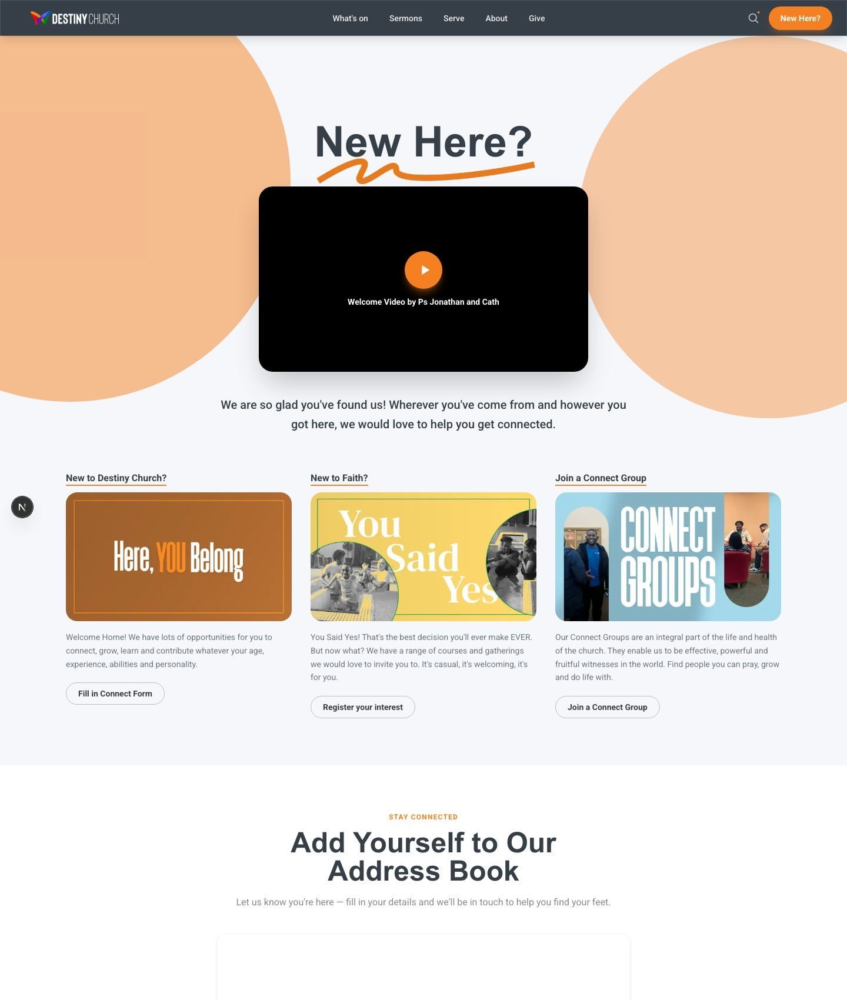 DESTINY CHURCH
What's on
Sermons
Serve
About
Give
New Here?
New Here?
Welcome Video by Ps Jonathan and Cath
We are so glad you've found us! Wherever you've come from and however you
got here, we would love to help you get connected.
New to Destiny Church?
Here, YOU Belong
Welcome Home! We have lots of opportunities for you to
connect, grow, learn and contribute whatever your age,
experience, abilities and personality.
Fill in Connect Form
New to Faith?
You
Said
Yes
You Said Yes! That's the best decision you'll ever make EVER.
But now what? We have a range of courses and gatherings
we would love to invite you to. It's casual, it's welcoming, it's
for you.
Register your interest
Join a Connect Group
CONNECT
GROUPS
Our Connect Groups are an integral part of the life and health
of the church. They enable us to be effective, powerful and
fruitful witnesses in the world. Find people you can pray, grow
and do life with.
Join a Connect Group
N
STAY CONNECTED
Add Yourself to Our
Address Book
Let us know you're here — fill in your details and we'll be in touch to help you find your feet.